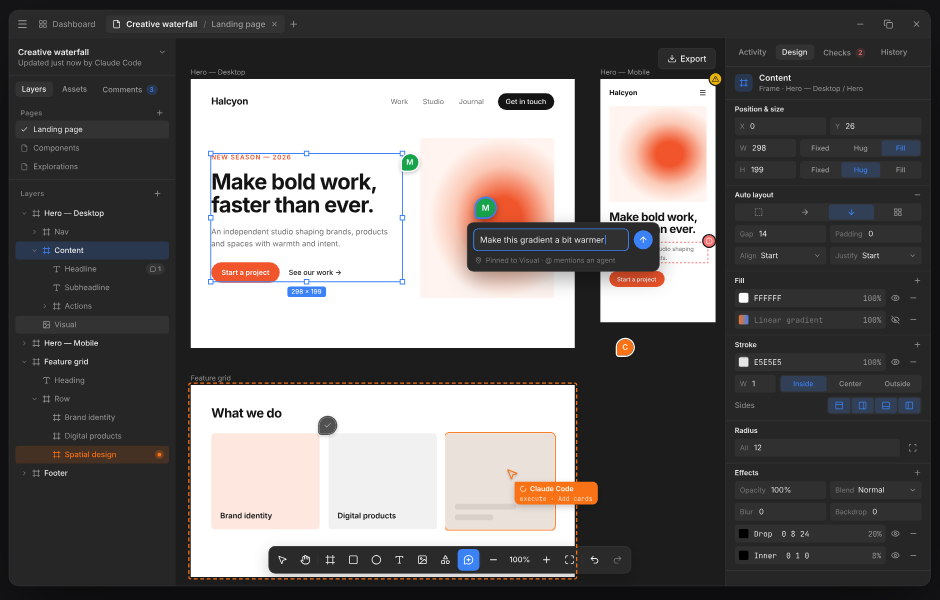 Dashboard
Creative waterfall / Landing page
Creative waterfall
Updated just now by Claude Code
Layers Assets Comments 3
Pages
Landing page
Components
Explorations
Layers
Hero — Desktop
Nav
Content
Headline 1
Subheadline
Actions
Visual
Hero — Mobile
Feature grid
Heading
Row
Brand identity
Digital products
Spatial design
Footer
Export
Hero — Desktop
Halcyon
Work Studio Journal Get in touch
NEW SEASON — 2026
M
Make bold work,
faster than ever.
An independent studio shaping brands, products
and spaces with warmth and intent.
Start a project See our work →
298 × 199
M
Make this gradient a bit warmer
Pinned to Visual · @ mentions an agent
Hero — Mobile
Halcyon
Make bold work,
n ever.
udio shaping
Start a project
C
Feature grid
What we do
Brand identity
Digital products
Claude Code
execute · Add cards
100%
Activity Design Checks 2 History
Content
Frame · Hero — Desktop / Hero
Position & size
X 0 Y 26
W 298 Fixed Hug Fill
H 199 Fixed Hug Fill
Auto layout
Gap 14 Padding 0
Align Start Justify Start
Fill
FFFFFF 100%
Linear gradient 100%
Stroke
E5E5E5 100%
W 1 Inside Center Outside
Sides
Radius
All 12
Effects
Opacity 100% Blend Normal
Blur 0 Backdrop 0
Drop 0 8 24 20%
Inner 0 1 0 8%